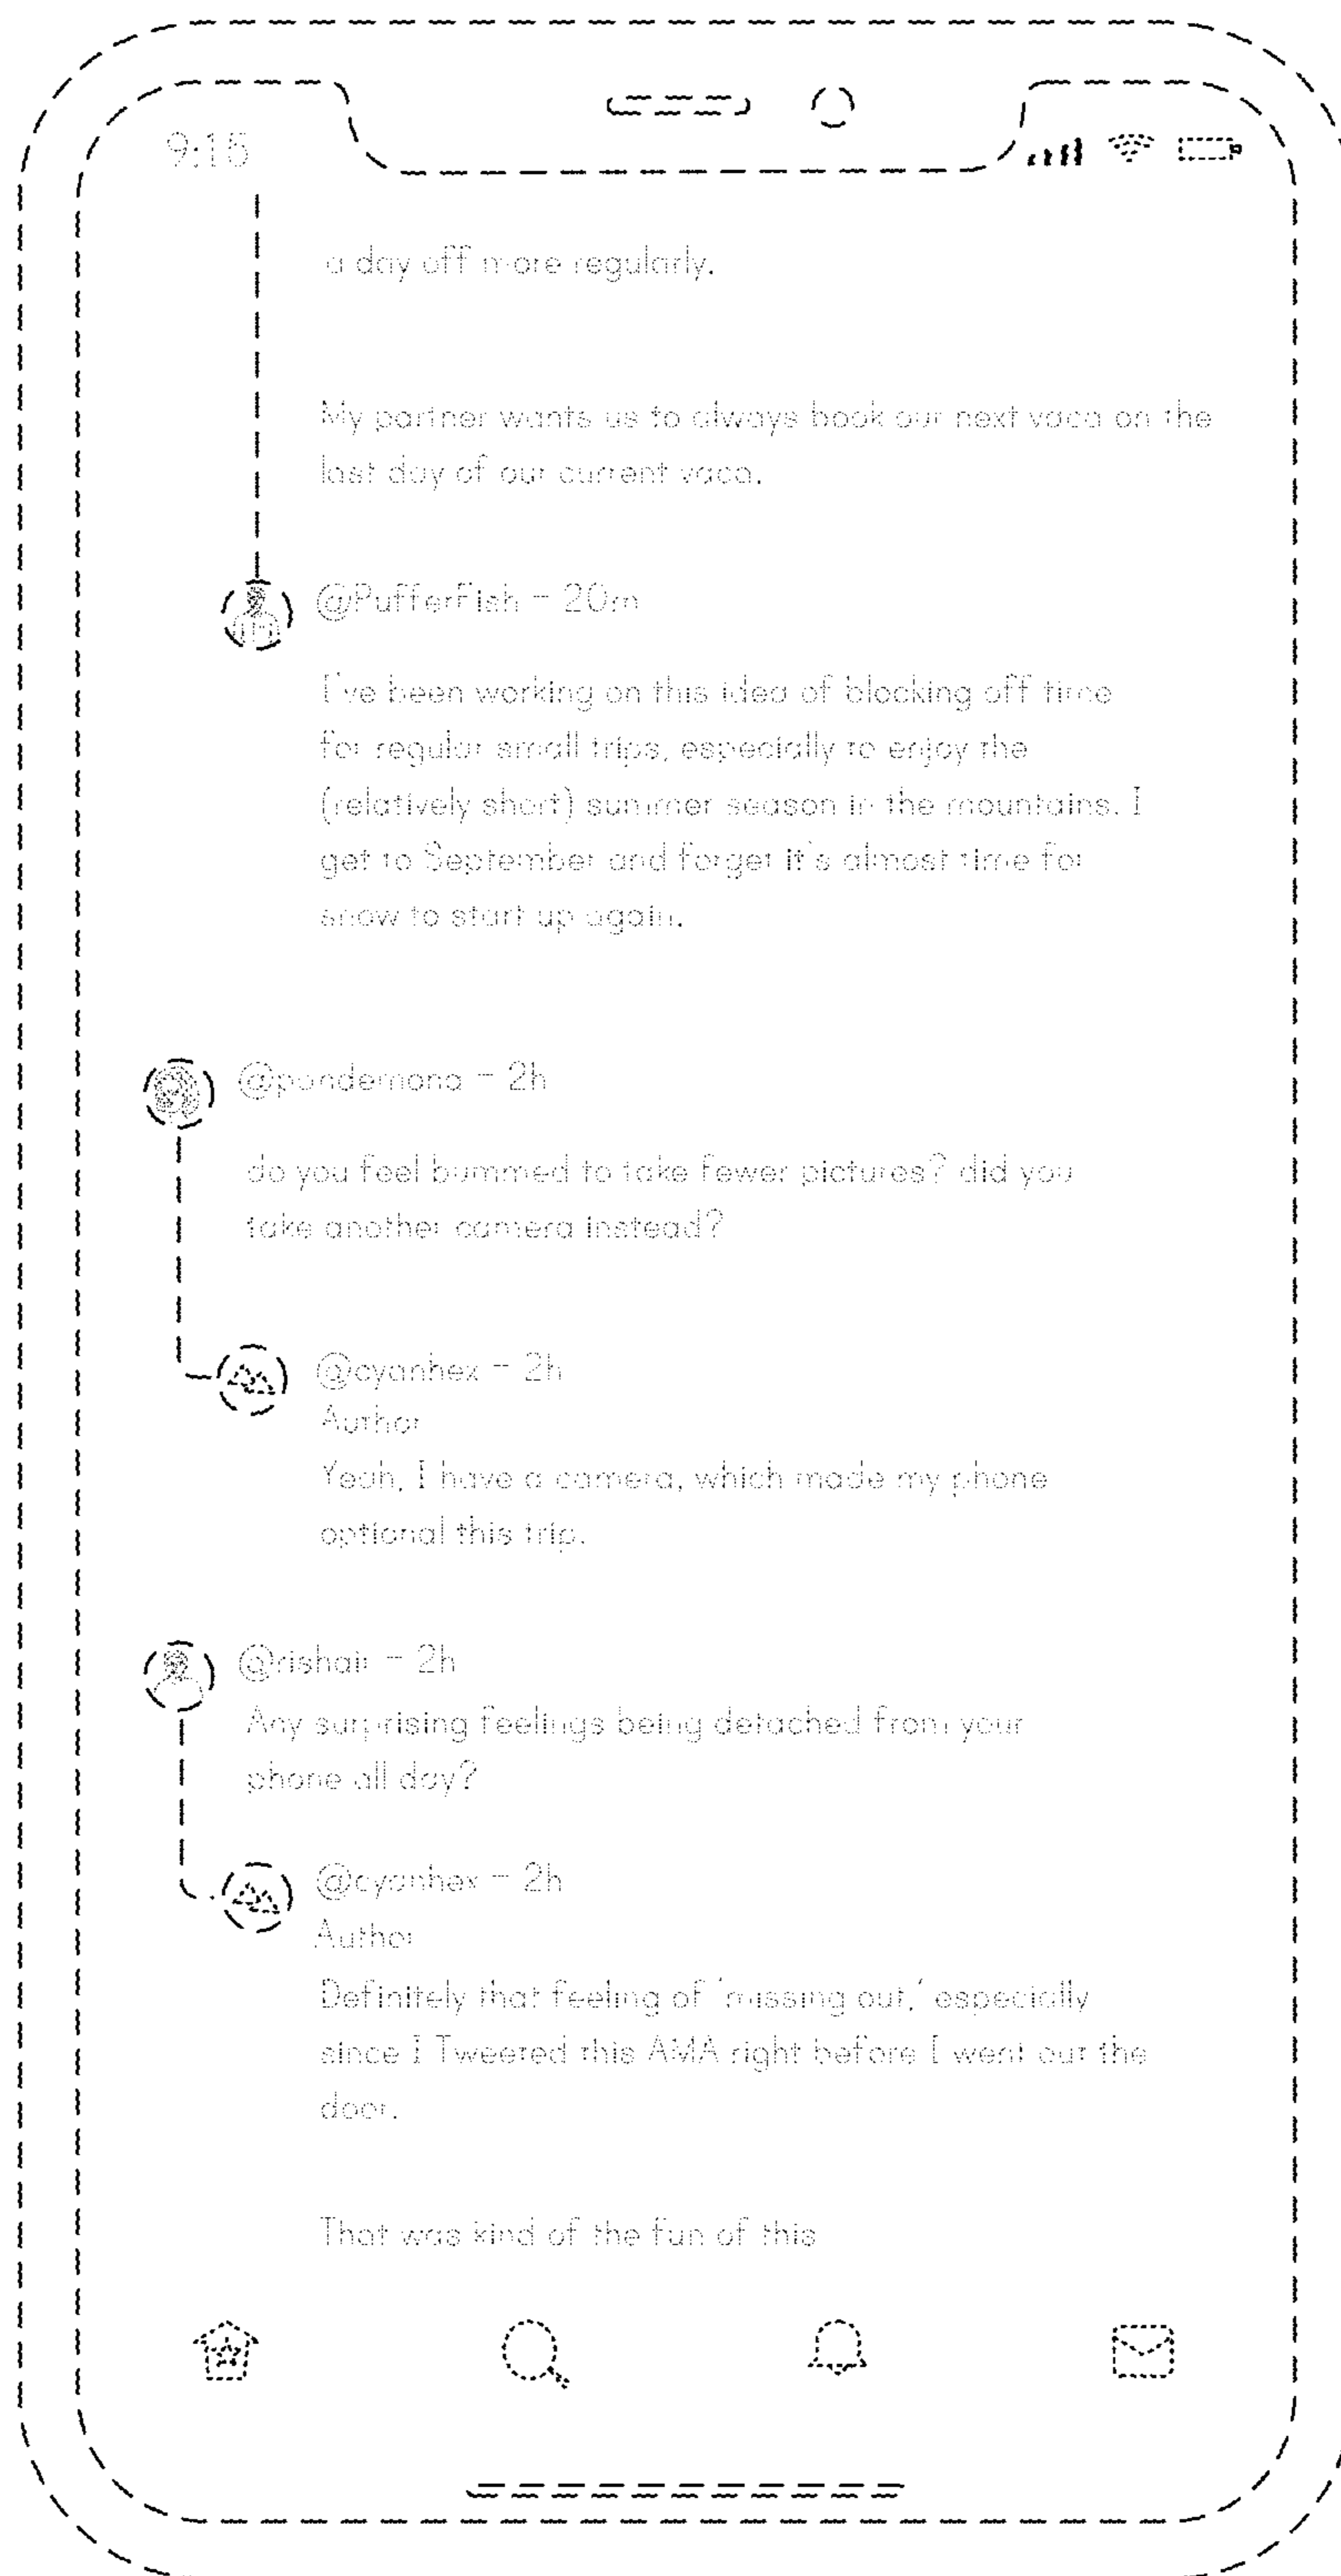 9:15
a day off more regularly.
My partner wants us to always book our next vaca on the
last day of our current vaca.
@PufferFish - 20m
I've been working on this idea of blocking off time
for regular small trips, especially to enjoy the
(relatively short) summer season in the mountains. I
get to September and forget it's almost time for
snow to start up again.
@pandemona - 2h
do you feel bummed to take fewer pictures? did you
take another camera instead?
@cyanhex - 2h
Author
Yeah, I have a camera, which made my phone
optional this trip.
@rishair - 2h
Any surprising feelings being detached from your
phone all day?
@cyanhex - 2h
Author
Definitely that feeling of 'missing out,' especially
since I Tweeted this AMA right before I went out the
door.
That was kind of the fun of this